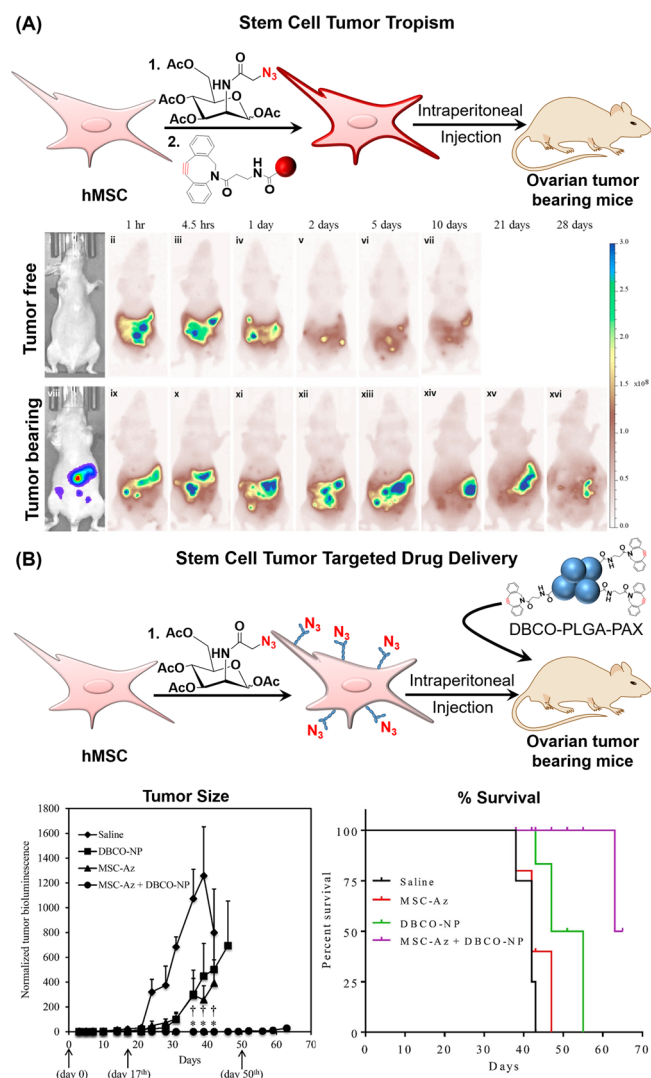 (A)
Stem Cell Tumor Tropism
1.
AcO
AcO
AcO
O
N
H
N3
O
OAc
2.
N
O
H
N
O
hMSC
Intraperitoneal
Injection
Ovarian tumor
bearing mice
1 hr 4.5 hrs 1 day 2 days 5 days 10 days 21 days 28 days
Tumor free
ii iii iv v vi vii
Tumor bearing
viii ix x xi xii xiii xiv xv xvi
3.0
2.5
2.0
1.5
x10⁸
1.0
0.5
0.0
(B)
Stem Cell Tumor Targeted Drug Delivery
DBCO-PLGA-PAX
1.
AcO
AcO
AcO
O
N
H
N3
O
OAc
N3 N3 N3
N3 N3
hMSC
Intraperitoneal
Injection
Ovarian tumor
bearing mice
Tumor Size
Normalized tumor bioluminescence
1800
1600
1400
1200
1000
800
600
400
200
0
Saline
DBCO-NP
MSC-Az
MSC-Az + DBCO-NP
† † †
* * *
0 10 20 30 40 50 60 70
Days
(day 0) (day 17th) (day 50th)
% Survival
Percent survival
100
75
50
25
Saline
MSC-Az
DBCO-NP
MSC-Az + DBCO-NP
0 10 20 30 40 50 60 70
Days